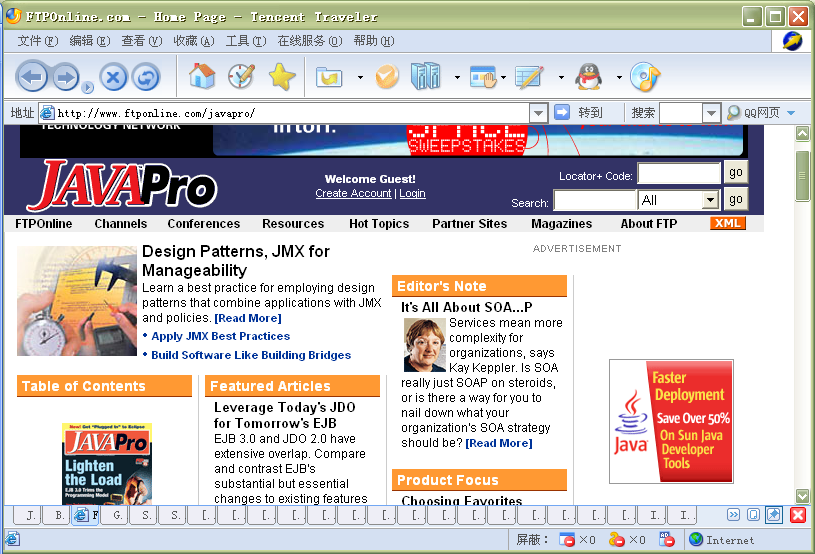 FTPOnline.com - Home Page - Tencent Traveler
文件(F) 编辑(E) 查看(V) 收藏(A) 工具(T) 在线服务(O) 帮助(H)
地址 http://www.ftponline.com/javapro/ 转到 搜索 QQ网页
TECHNOLOGY NETWORK
SWEEPSTAKES
JAVAPro
Welcome Guest!
Create Account | Login
Locator+ Code: go
Search: All go
FTPOnline Channels Conferences Resources Hot Topics Partner Sites Magazines About FTP XML
Design Patterns, JMX for
Manageability
Learn a best practice for employing design
patterns that combine applications with JMX
and policies. [Read More]
• Apply JMX Best Practices
• Build Software Like Building Bridges
Table of Contents
New! Get "Plugged In" to Eclipse
JAVAPro
Lighten
the Load
EJB 3.0 Trims the
Programming Model
Featured Articles
Leverage Today's JDO
for Tomorrow's EJB
EJB 3.0 and JDO 2.0 have
extensive overlap. Compare
and contrast EJB's
substantial but essential
changes to existing features
ADVERTISEMENT
Editor's Note
It's All About SOA...P
Services mean more
complexity for
organizations, says
Kay Keppler. Is SOA
really just SOAP on steroids,
or is there a way for you to
nail down what your
organization's SOA strategy
should be? [Read More]
Product Focus
Choosing Favorites
Faster
Deployment
Save Over 50%
On Sun Java
Developer
Tools
Java
J. B. F G. S. S. [. [. [. [. [. [. [. [. [. [. [. [. [. [. [. I. I.
屏蔽： ×0 ×0 AD Internet